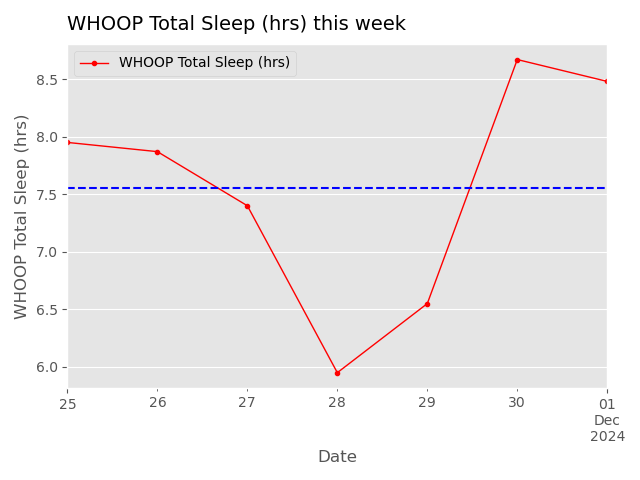 WHOOP Total Sleep (hrs) this week
WHOOP Total Sleep (hrs)
WHOOP Total Sleep (hrs)
8.5
8.0
7.5
7.0
6.5
6.0
25 26 27 28 29 30 01
Dec
2024
Date